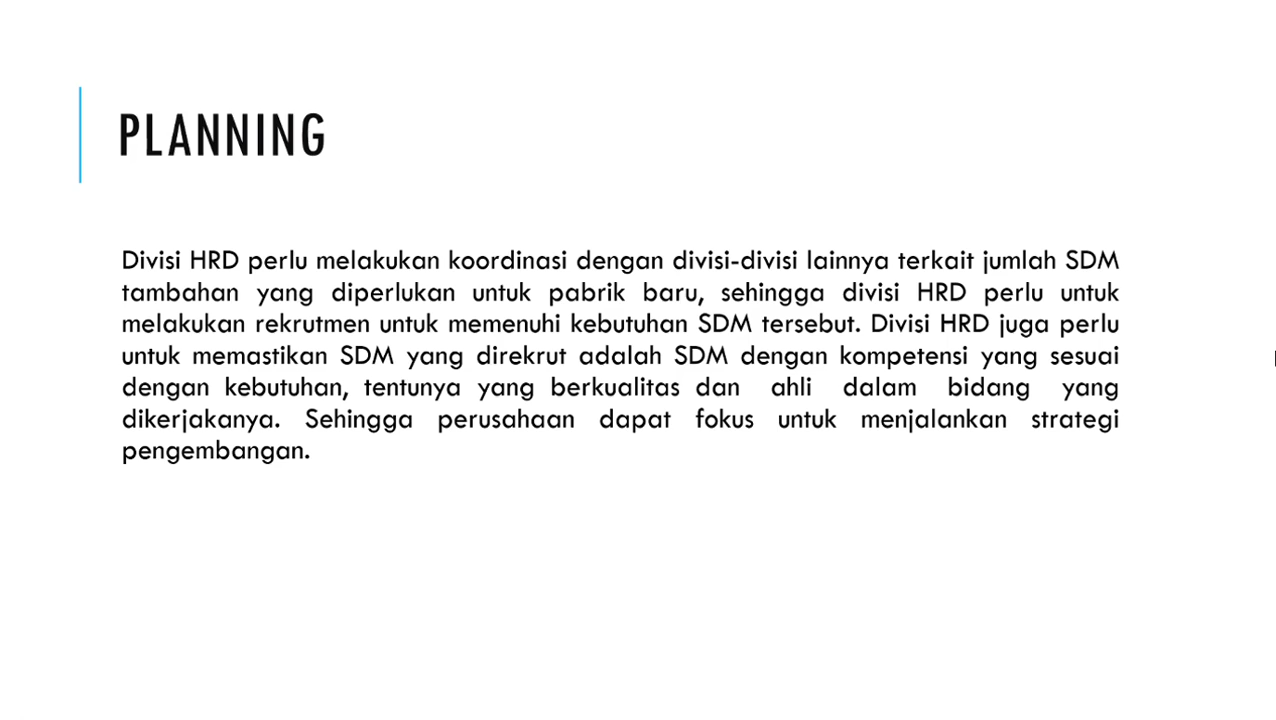 PLANNING
Divisi HRD perlu melakukan koordinasi dengan divisi-divisi lainnya terkait jumlah SDM
tambahan yang diperlukan untuk pabrik baru, sehingga divisi HRD perlu untuk
melakukan rekrutmen untuk memenuhi kebutuhan SDM tersebut. Divisi HRD juga perlu
untuk memastikan SDM yang direkrut adalah SDM dengan kompetensi yang sesuai
dengan kebutuhan, tentunya yang berkualitas dan ahli dalam bidang yang
dikerjakanya. Sehingga perusahaan dapat fokus untuk menjalankan strategi
pengembangan.